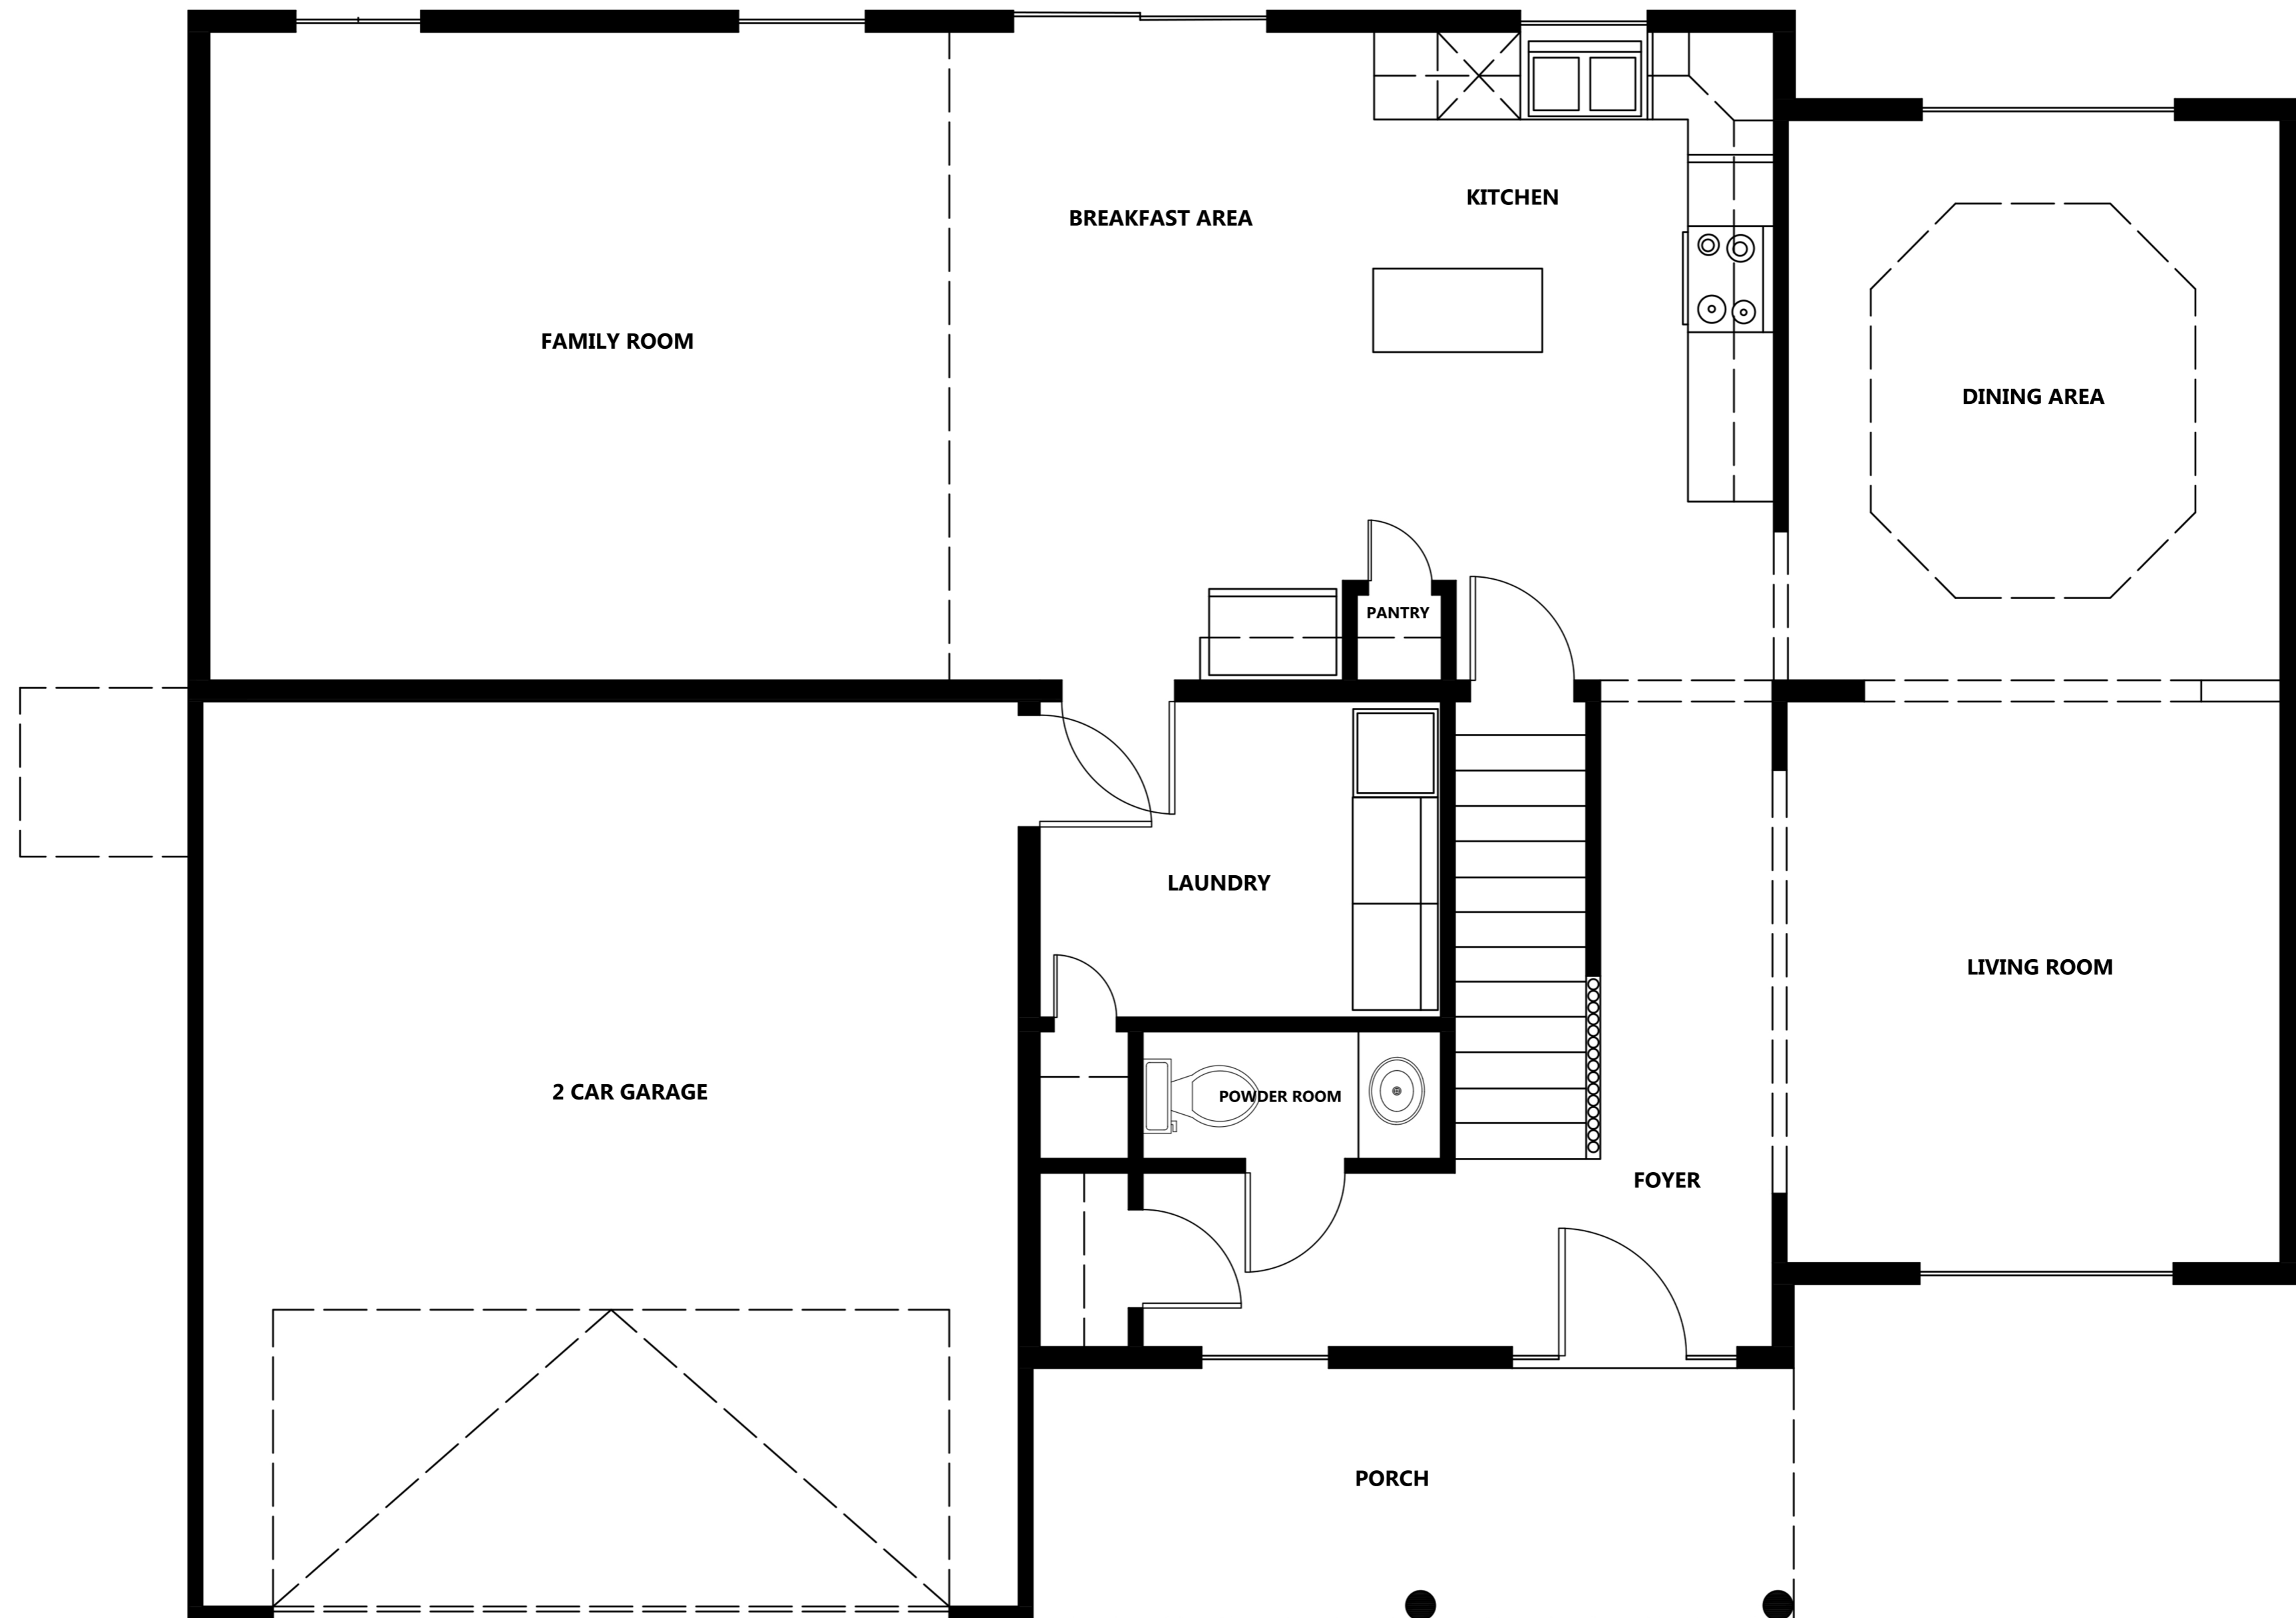 KITCHEN
BREAKFAST AREA
FAMILY ROOM
DINING AREA
PANTRY
LAUNDRY
LIVING ROOM
2 CAR GARAGE
POWDER ROOM
FOYER
PORCH